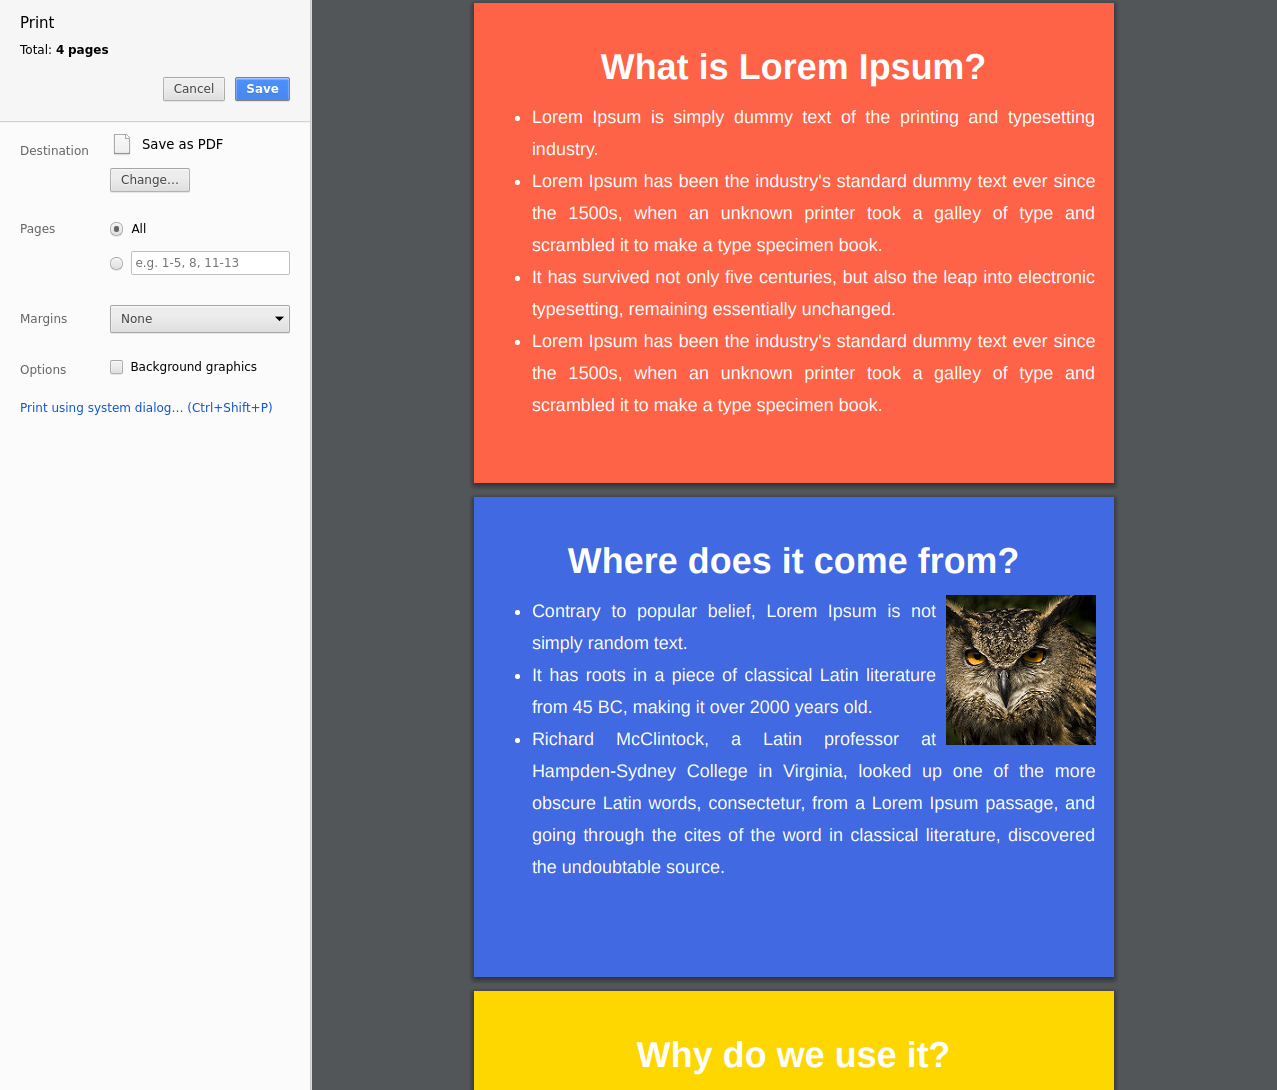 Print
Total: 4 pages
Cancel Save
Destination Save as PDF
Change...
Pages All
e.g. 1-5, 8, 11-13
Margins None
Options Background graphics
Print using system dialog... (Ctrl+Shift+P)
What is Lorem Ipsum?
• Lorem Ipsum is simply dummy text of the printing and typesetting
industry.
• Lorem Ipsum has been the industry's standard dummy text ever since
the 1500s, when an unknown printer took a galley of type and
scrambled it to make a type specimen book.
• It has survived not only five centuries, but also the leap into electronic
typesetting, remaining essentially unchanged.
• Lorem Ipsum has been the industry's standard dummy text ever since
the 1500s, when an unknown printer took a galley of type and
scrambled it to make a type specimen book.
Where does it come from?
• Contrary to popular belief, Lorem Ipsum is not
simply random text.
• It has roots in a piece of classical Latin literature
from 45 BC, making it over 2000 years old.
• Richard McClintock, a Latin professor at
Hampden-Sydney College in Virginia, looked up one of the more
obscure Latin words, consectetur, from a Lorem Ipsum passage, and
going through the cites of the word in classical literature, discovered
the undoubtable source.
Why do we use it?